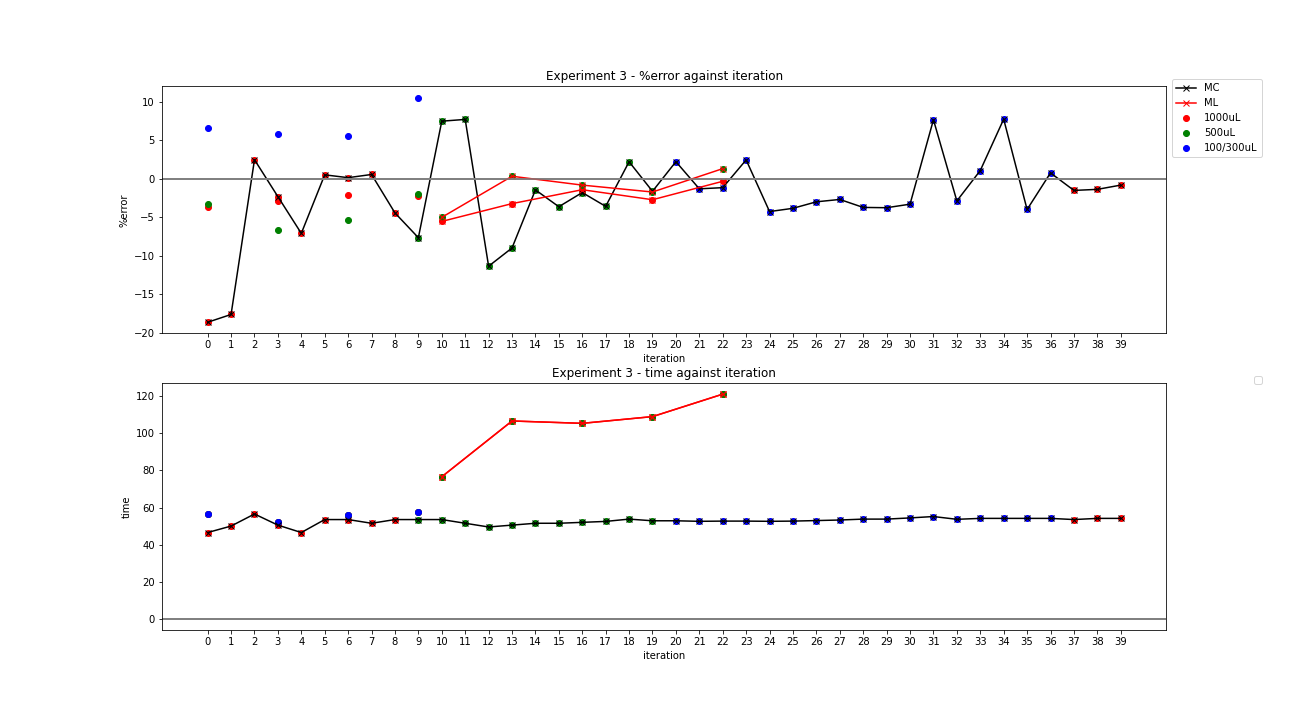 Experiment 3 - %error against iteration
10
5
0
−5
−10
−15
−20
%error
0 1 2 3 4 5 6 7 8 9 10 11 12 13 14 15 16 17 18 19 20 21 22 23 24 25 26 27 28 29 30 31 32 33 34 35 36 37 38 39
iteration
MC
ML
1000uL
500uL
100/300uL
Experiment 3 - time against iteration
120
100
80
60
40
20
0
time
0 1 2 3 4 5 6 7 8 9 10 11 12 13 14 15 16 17 18 19 20 21 22 23 24 25 26 27 28 29 30 31 32 33 34 35 36 37 38 39
iteration